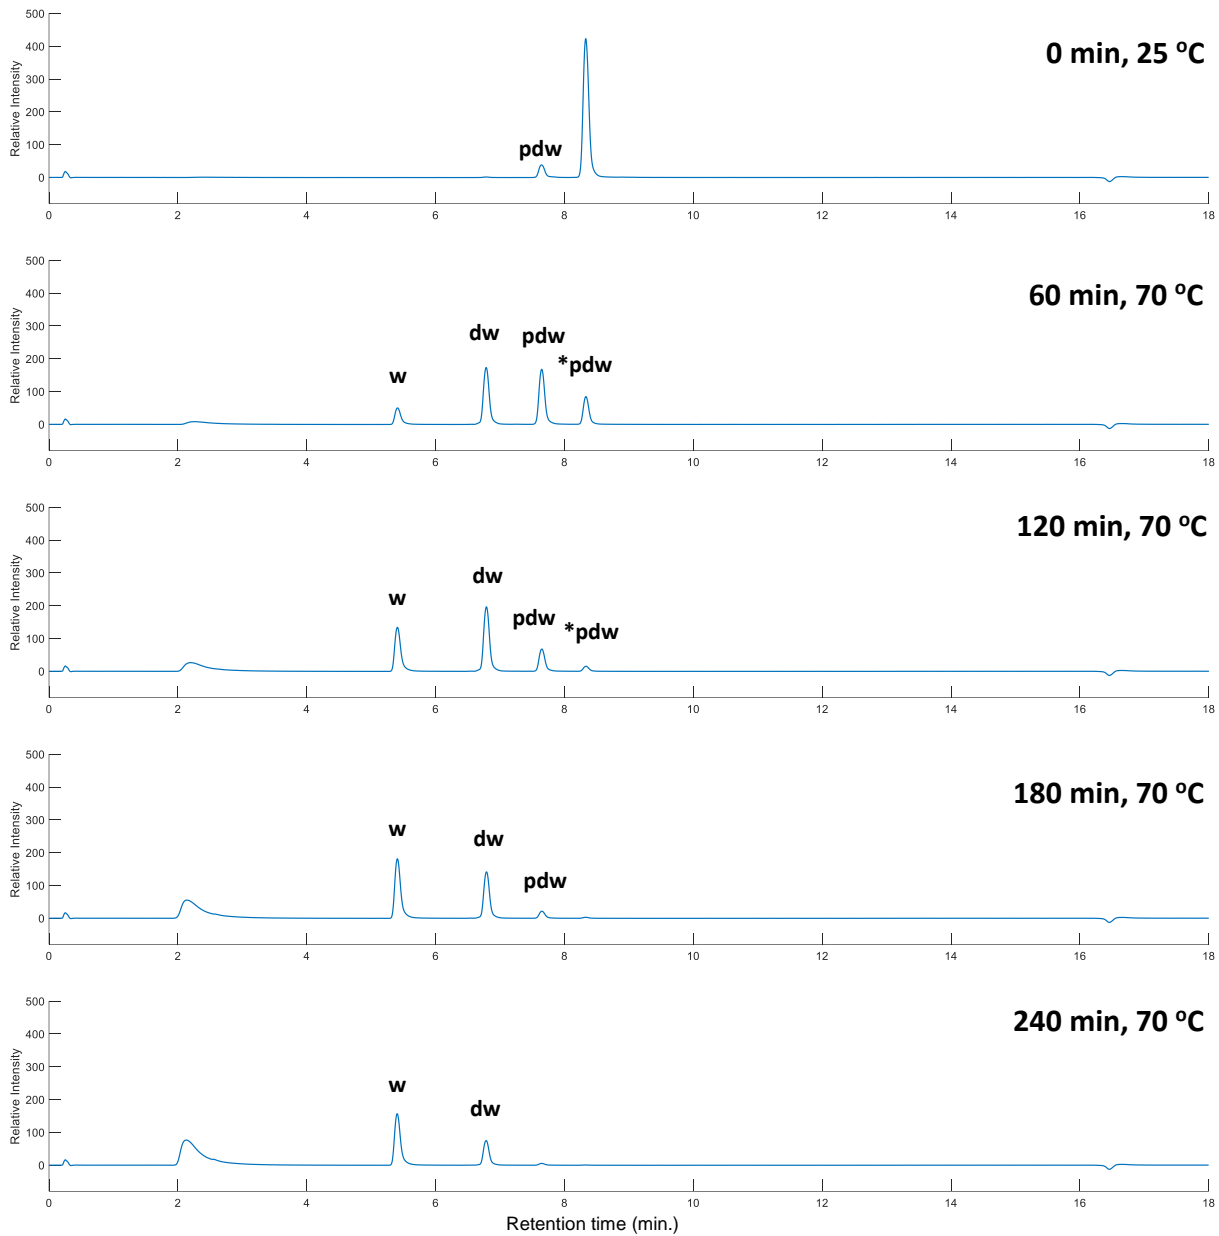 500
400
300
200
100
0
Relative Intensity
0 min, 25 °C
pdw
0 2 4 6 8 10 12 14 16 18
500
400
300
200
100
0
Relative Intensity
60 min, 70 °C
w
dw
pdw
*pdw
0 2 4 6 8 10 12 14 16 18
500
400
300
200
100
0
Relative Intensity
120 min, 70 °C
w
dw
pdw
*pdw
0 2 4 6 8 10 12 14 16 18
500
400
300
200
100
0
Relative Intensity
180 min, 70 °C
w
dw
pdw
0 2 4 6 8 10 12 14 16 18
500
400
300
200
100
0
Relative Intensity
240 min, 70 °C
w
dw
0 2 4 6 8 10 12 14 16 18
Retention time (min.)